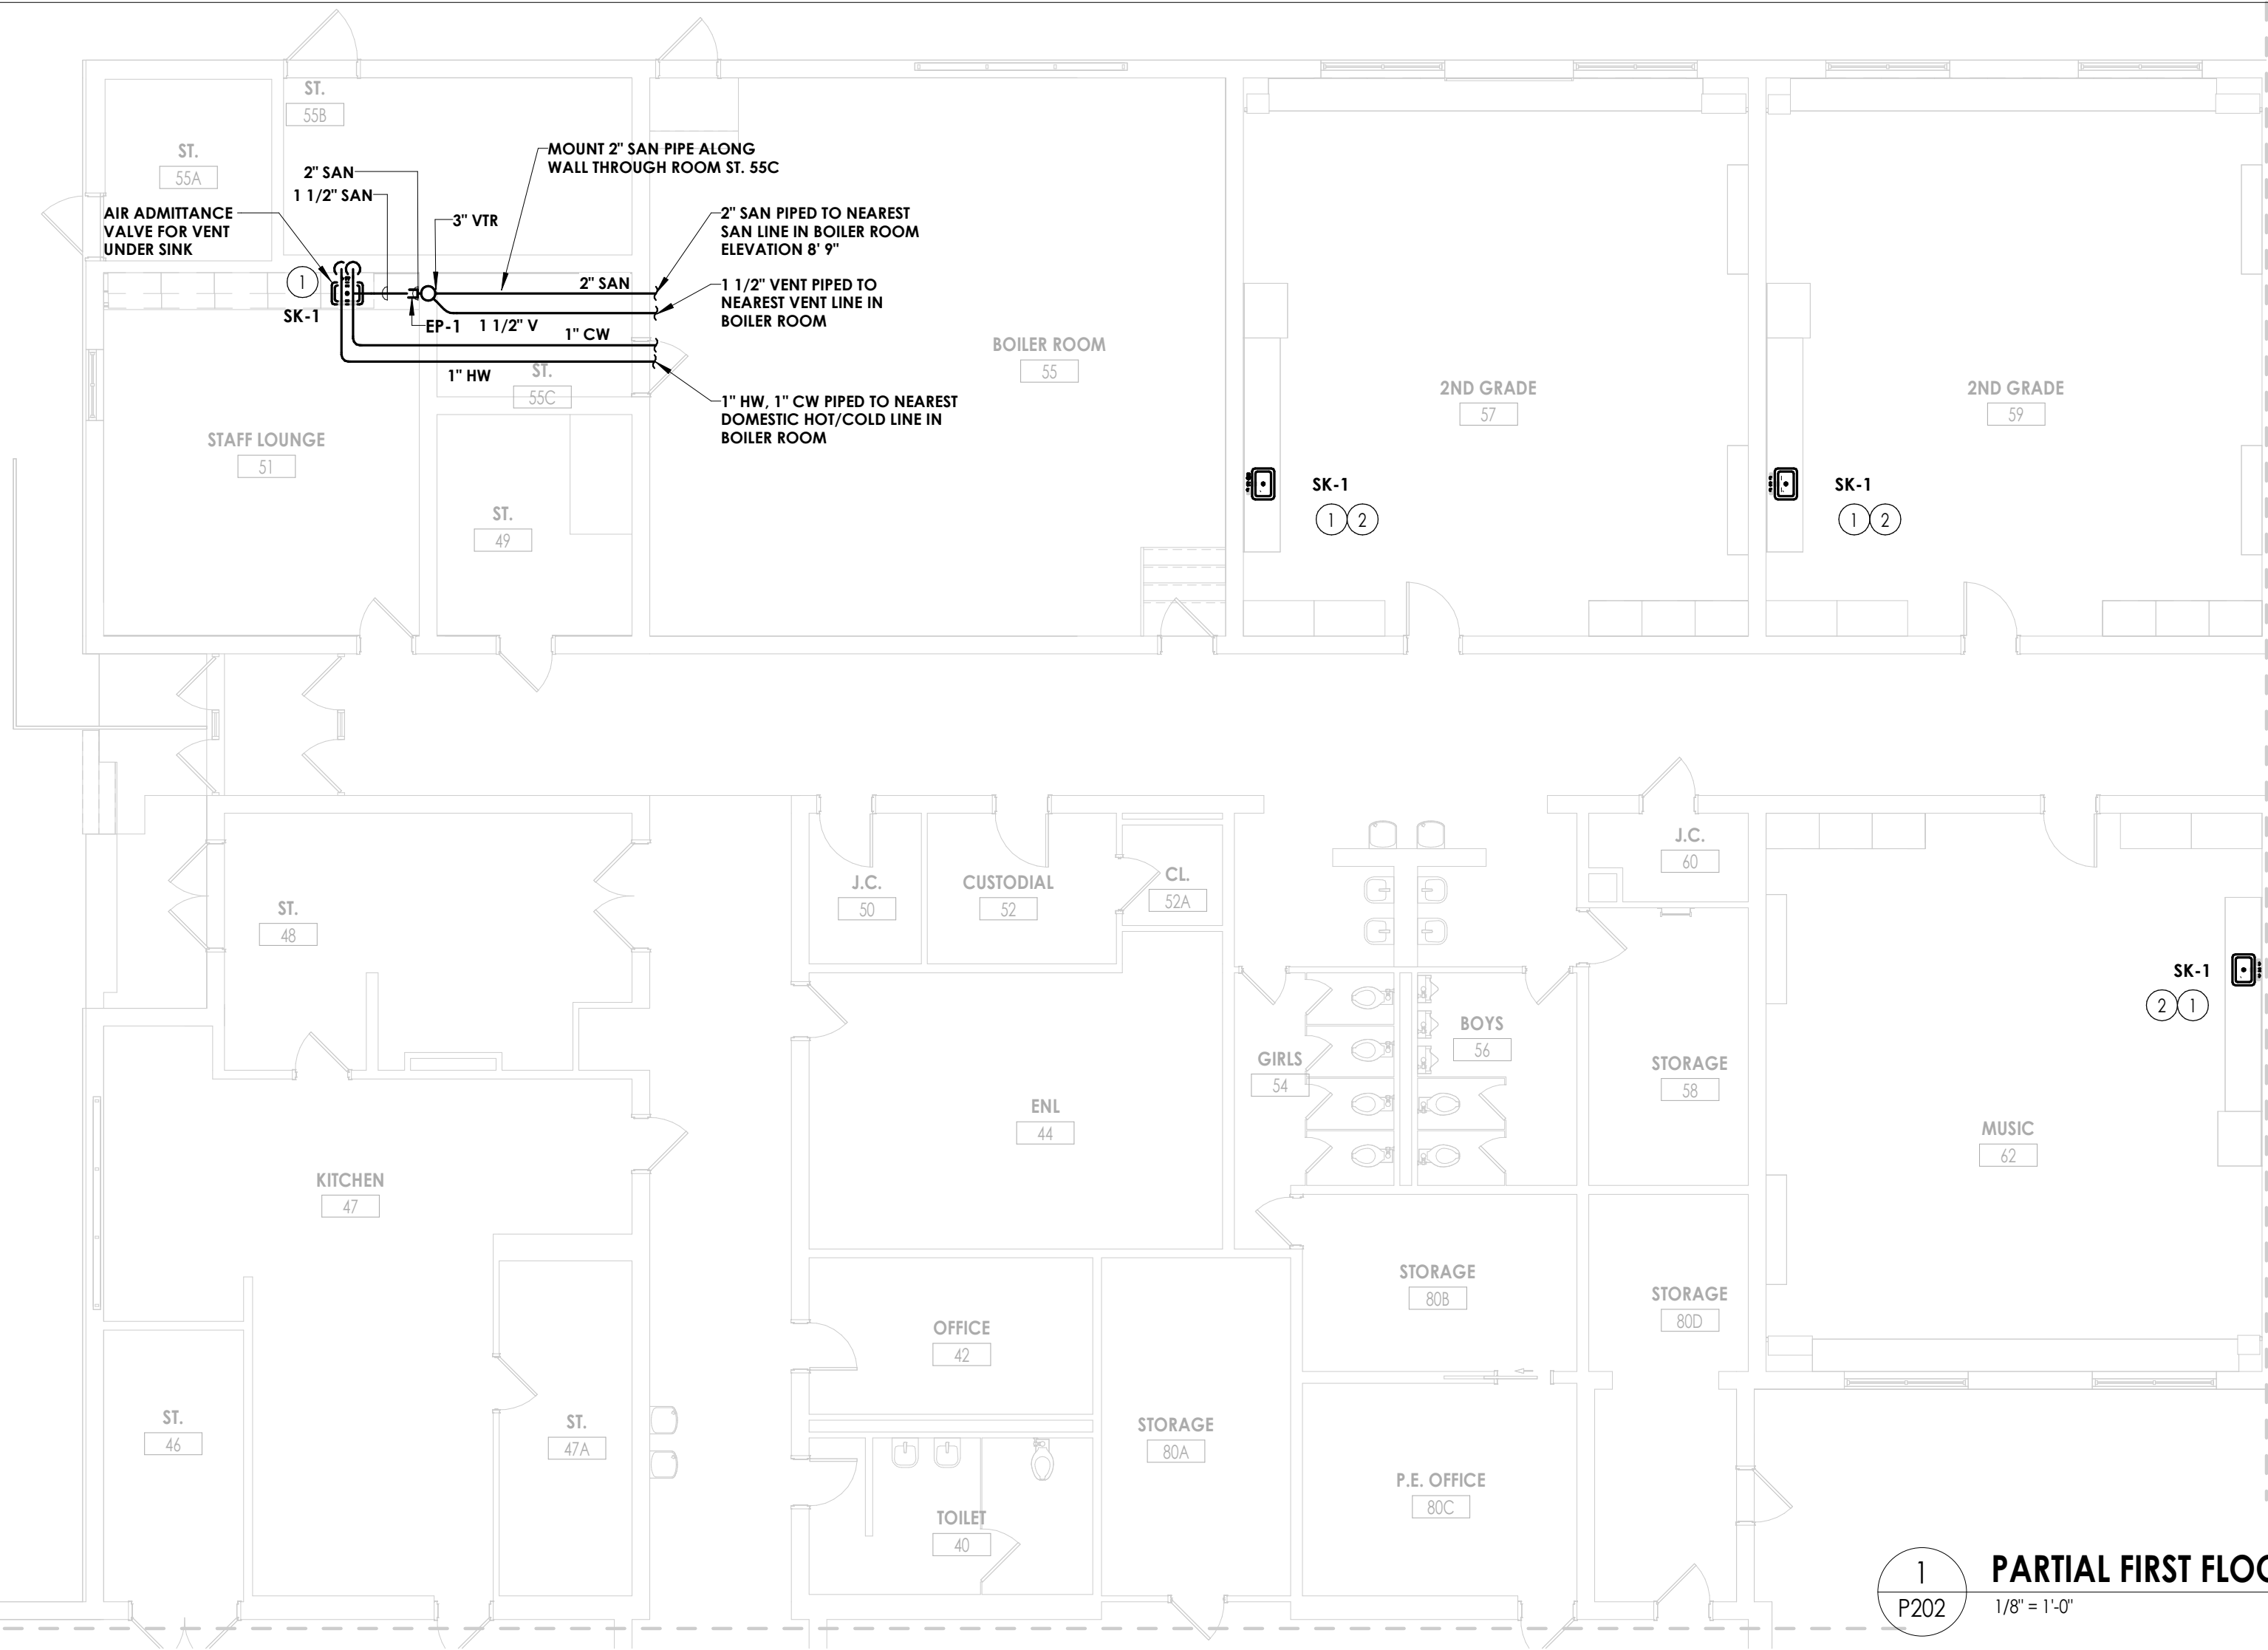 ST.
55B
ST.
55A
MOUNT 2" SAN PIPE ALONG
WALL THROUGH ROOM ST. 55C
2" SAN
1 1/2" SAN
AIR ADMITTANCE
VALVE FOR VENT
UNDER SINK
3" VTR
2" SAN PIPED TO NEAREST
SAN LINE IN BOILER ROOM
ELEVATION 8' 9"
1
SK-1
2" SAN
1 1/2" VENT PIPED TO
NEAREST VENT LINE IN
BOILER ROOM
EP-1
1 1/2" V
1" CW
1" HW
ST.
55C
1" HW, 1" CW PIPED TO NEAREST
DOMESTIC HOT/COLD LINE IN
BOILER ROOM
BOILER ROOM
55
2ND GRADE
57
2ND GRADE
59
STAFF LOUNGE
51
ST.
49
SK-1
1 2
SK-1
1 2
J.C.
60
J.C.
50
CUSTODIAL
52
CL.
52A
ST.
48
SK-1
2 1
BOYS
56
GIRLS
54
STORAGE
58
ENL
44
MUSIC
62
KITCHEN
47
STORAGE
80B
STORAGE
80D
OFFICE
42
ST.
46
ST.
47A
STORAGE
80A
P.E. OFFICE
80C
TOILET
40
1
P202
PARTIAL FIRST FLOO
1/8" = 1'-0"